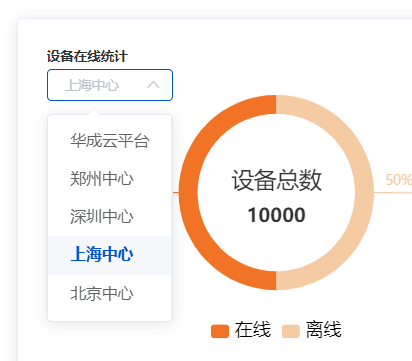 设备在线统计
上海中心
华成云平台
郑州中心
深圳中心
上海中心
北京中心
设备总数
10000
50%
在线
离线